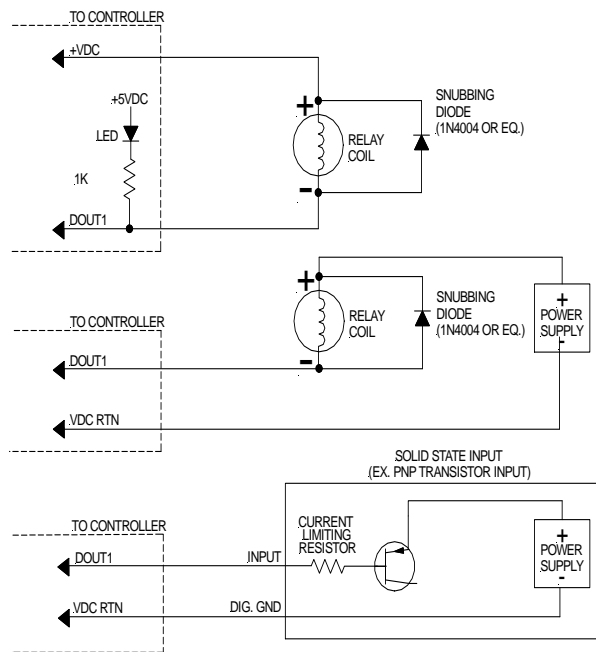 TO CONTROLLER
+VDC
+5VDC
LED
1K
DOUT1
+
-
RELAY
COIL
SNUBBING
DIODE
(1N4004 OR EQ.)
TO CONTROLLER
DOUT1
VDC RTN
+
-
RELAY
COIL
SNUBBING
DIODE
(1N4004 OR EQ.)
+
POWER
SUPPLY
-
SOLID STATE INPUT
(EX. PNP TRANSISTOR INPUT)
TO CONTROLLER
DOUT1
VDC RTN
INPUT
DIG. GND
CURRENT
LIMITING
RESISTOR
+
POWER
SUPPLY
-